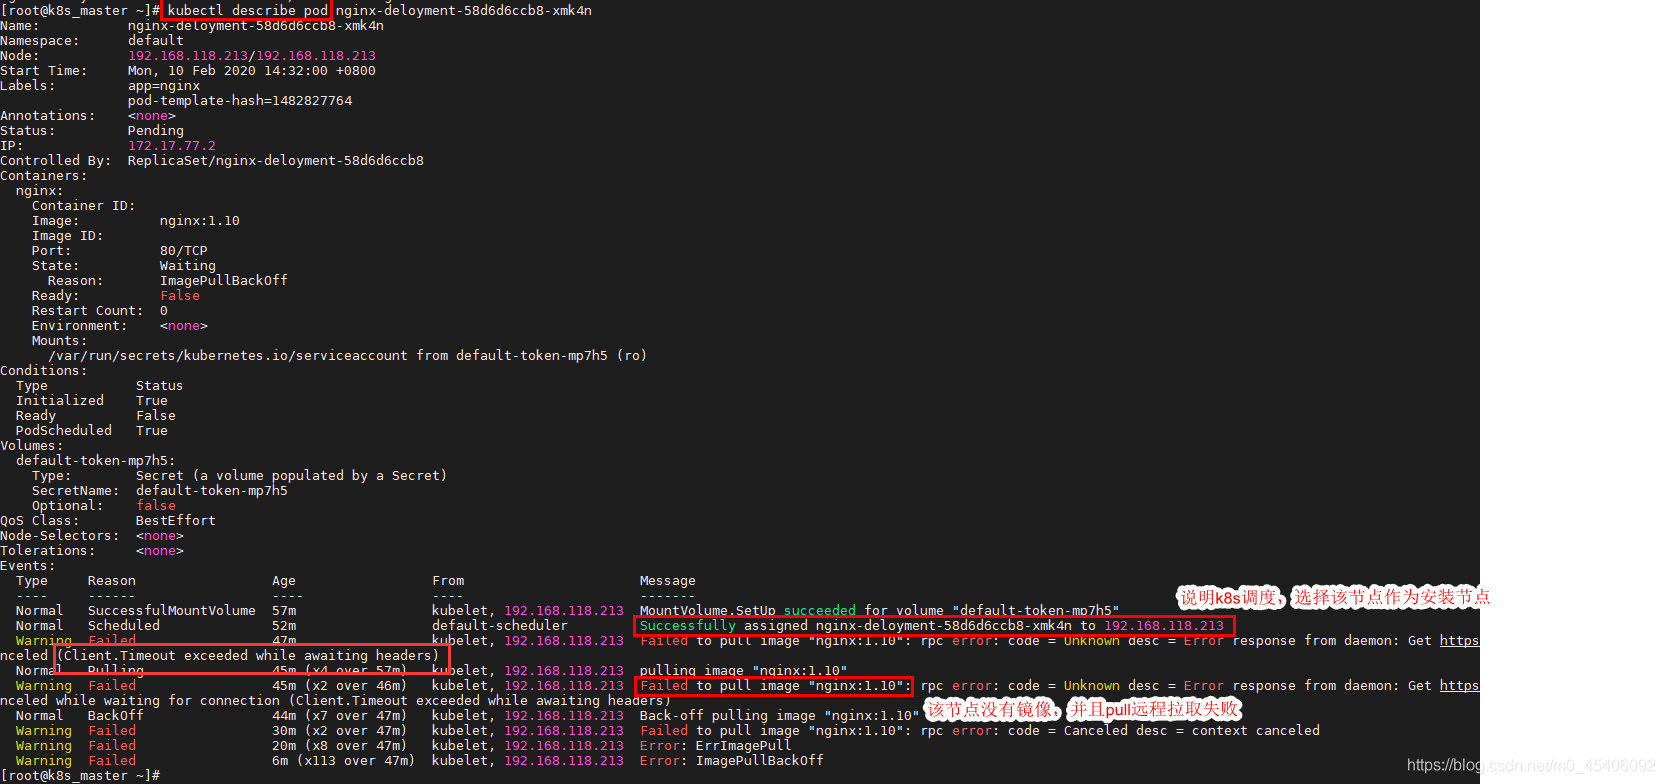 [root@k8s_master ~]# kubectl describe pod nginx-deloyment-58d6d6ccb8-xmk4n
Name:           nginx-deloyment-58d6d6ccb8-xmk4n
Namespace:      default
Node:           192.168.118.213/192.168.118.213
Start Time:     Mon, 10 Feb 2020 14:32:00 +0800
Labels:         app=nginx
                pod-template-hash=1482827764
Annotations:    <none>
Status:         Pending
IP:             172.17.77.2
Controlled By:  ReplicaSet/nginx-deloyment-58d6d6ccb8
Containers:
  nginx:
    Container ID:
    Image:          nginx:1.10
    Image ID:
    Port:           80/TCP
    State:          Waiting
      Reason:       ImagePullBackOff
    Ready:          False
    Restart Count:  0
    Environment:    <none>
    Mounts:
      /var/run/secrets/kubernetes.io/serviceaccount from default-token-mp7h5 (ro)
Conditions:
  Type           Status
  Initialized    True
  Ready          False
  PodScheduled   True
Volumes:
  default-token-mp7h5:
    Type:        Secret (a volume populated by a Secret)
    SecretName:  default-token-mp7h5
    Optional:    false
QoS Class:       BestEffort
Node-Selectors:  <none>
Tolerations:     <none>
Events:
  Type     Reason                 Age                 From                      Message
  ----     ------                 ----                ----                      -------
说明k8s调度，选择该节点作为安装节点
  Normal   SuccessfulMountVolume  57m                 kubelet, 192.168.118.213  MountVolume.SetUp succeeded for volume "default-token-mp7h5"
  Normal   Scheduled              52m                 default-scheduler         Successfully assigned nginx-deloyment-58d6d6ccb8-xmk4n to 192.168.118.213
  Warning  Failed                 47m                 kubelet, 192.168.118.213  Failed to pull image "nginx:1.10": rpc error: code = Unknown desc = Error response from daemon: Get https
nceled (Client.Timeout exceeded while awaiting headers)
  Normal   Pulling                45m (x4 over 57m)   kubelet, 192.168.118.213  pulling image "nginx:1.10"
  Warning  Failed                 45m (x2 over 46m)   kubelet, 192.168.118.213  Failed to pull image "nginx:1.10": rpc error: code = Unknown desc = Error response from daemon: Get https
nceled while waiting for connection (Client.Timeout exceeded while awaiting headers)
  Normal   BackOff                44m (x7 over 47m)   kubelet, 192.168.118.213  Back-off pulling image "nginx:1.10"
该节点没有镜像，并且pull远程拉取失败
  Warning  Failed                 30m (x2 over 47m)   kubelet, 192.168.118.213  Failed to pull image "nginx:1.10": rpc error: code = Canceled desc = context canceled
  Warning  Failed                 20m (x8 over 47m)   kubelet, 192.168.118.213  Error: ErrImagePull
  Warning  Failed                 6m (x113 over 47m)  kubelet, 192.168.118.213  Error: ImagePullBackOff
[root@k8s_master ~]#
https://blog.csdn.net/m0_45406092